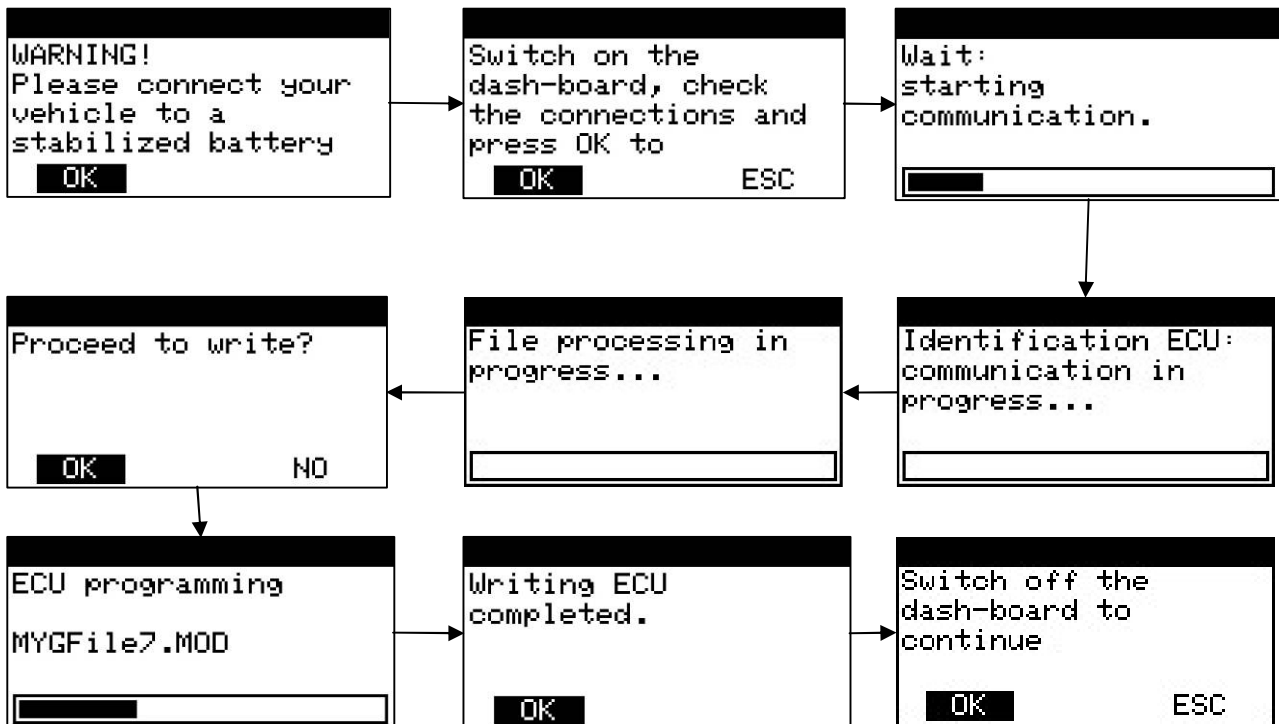 WARNING!
Please connect your
vehicle to a
stabilized battery
OK
Switch on the
dash-board, check
the connections and
press OK to
OK ESC
Wait:
starting
communication.
Identification ECU:
communication in
progress...
File processing in
progress...
Proceed to write?
OK NO
ECU programming
MYGFile7.MOD
Writing ECU
completed.
OK
Switch off the
dash-board to
continue
OK ESC